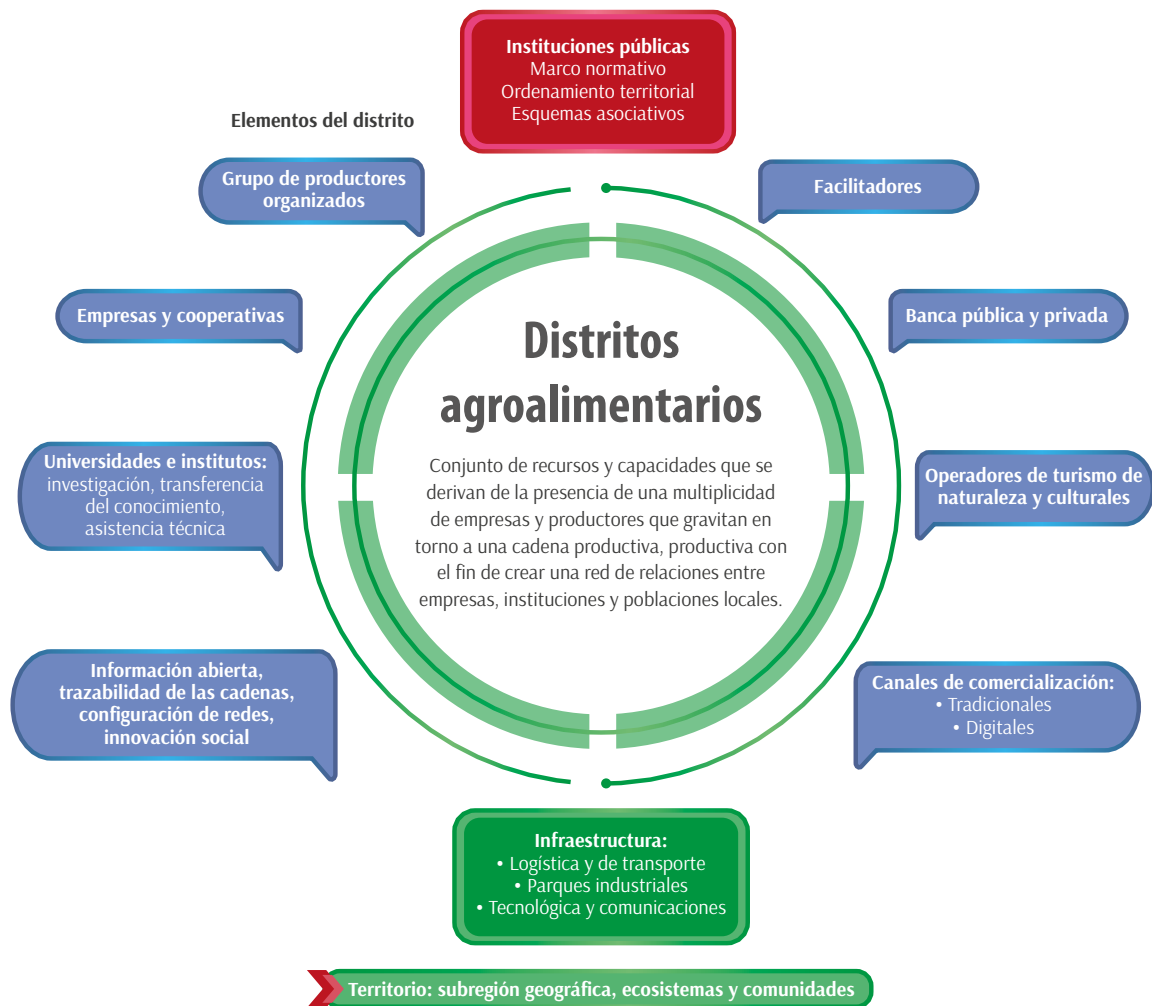 Instituciones públicas
Marco normativo
Ordenamiento territorial
Esquemas asociativos
Elementos del distrito
Grupo de productores
organizados
Facilitadores
Empresas y cooperativas
Banca pública y privada
Distritos
agroalimentarios
Conjunto de recursos y capacidades que se
derivan de la presencia de una multiplicidad
de empresas y productores que gravitan en
torno a una cadena productiva, productiva con
el fin de crear una red de relaciones entre
empresas, instituciones y poblaciones locales.
Universidades e institutos:
investigación, transferencia
del conocimiento,
asistencia técnica
Operadores de turismo de
naturaleza y culturales
Información abierta,
trazabilidad de las cadenas,
configuración de redes,
innovación social
Canales de comercialización:
• Tradicionales
• Digitales
Infraestructura:
• Logística y de transporte
• Parques industriales
• Tecnológica y comunicaciones
Territorio: subregión geográfica, ecosistemas y comunidades